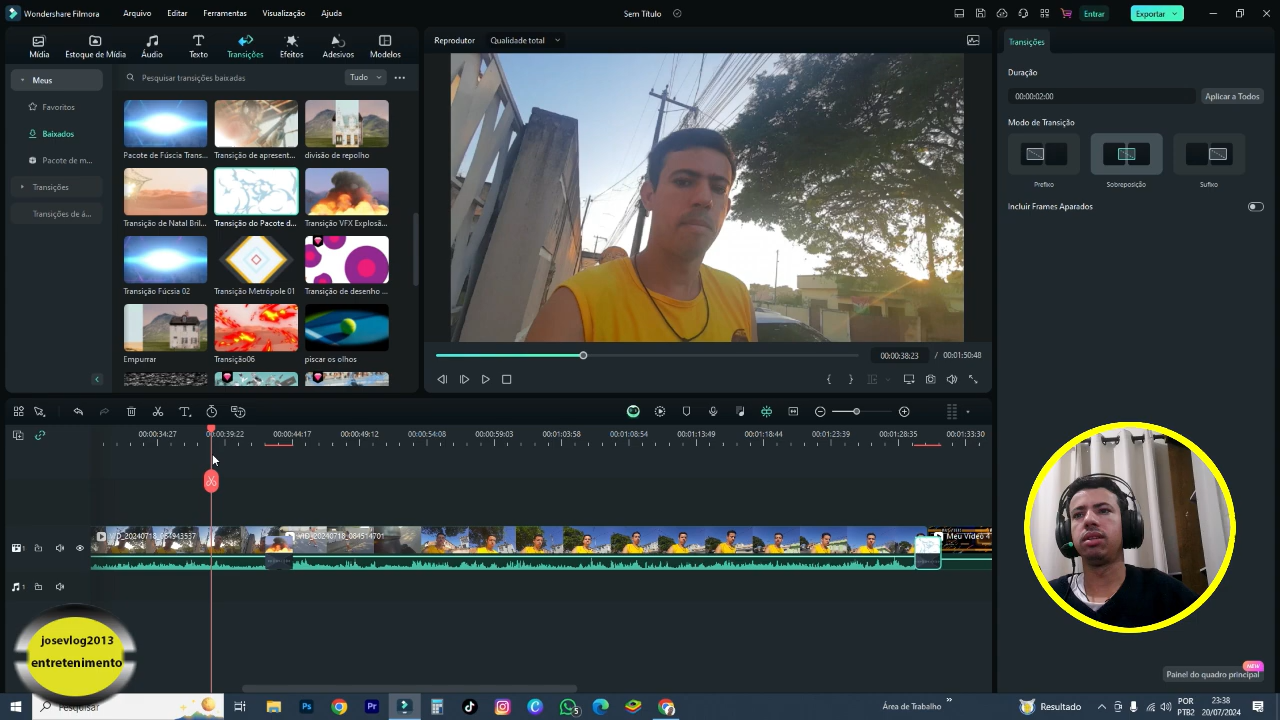 Wondershare Filmora
Arquivo
Editar
Ferramentas
Visualização
Ajuda
Sem Título
Entrar
Exportar
Mídia
Estoque de Mídia
Áudio
Texto
Transições
Efeitos
Adesivos
Modelos
Meus
Favoritos
Baixados
Pacote de m...
Transições
Transições de á...
Pesquisar transições baixadas
Tudo
Pacote de Fúscia Trans...
Transição de apresent...
divisão de repolho
Transição de Natal Bril...
Transição do Pacote d...
Transição VFX Explosã...
Transição Fúcsia 02
Transição Metrópole 01
Transição de desenho ...
Empurrar
Transição06
piscar os olhos
Reprodutor
Qualidade total
00:00:38:23 / 00:01:50:48
Transições
Duração
00:00:02:00
Aplicar a Todos
Modo de Transição
Prefixo
Sobreposição
Sufixo
Incluir Frames Aparados
00:00:34:27
00:00:39:22
00:00:44:17
00:00:49:12
00:00:54:08
00:00:59:03
00:01:03:58
00:01:08:54
00:01:13:49
00:01:18:44
00:01:23:39
00:01:28:35
00:01:33:30
VID_20240718_084514701
Meu Vídeo 4
josevlog2013
entretenimento
Painel do quadro principal
NEW
Pesquisar
Ps
Pr
5
Área de Trabalho
Resultado
POR
PTB2
23:38
20/07/2024